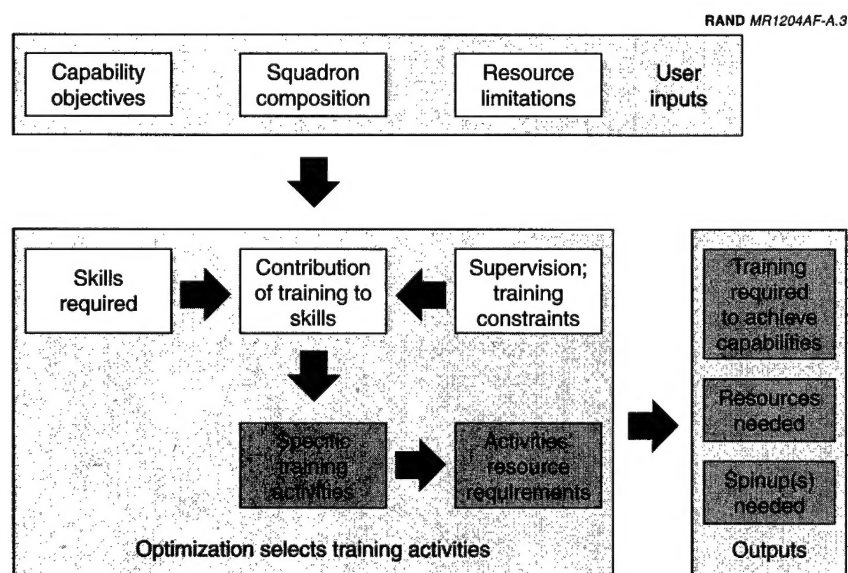 RAND MR1204AF-A.3
Capability
objectives
Squadron
composition
Resource
limitations
User
inputs
Skills
required
Contribution
of training to
skills
Supervision;
training
constraints
Specific
training
activities
Activities'
resource
requirements
Optimization selects training activities
Training
required
to achieve
capabilities
Resources
needed
Spinup(s)
needed
Outputs